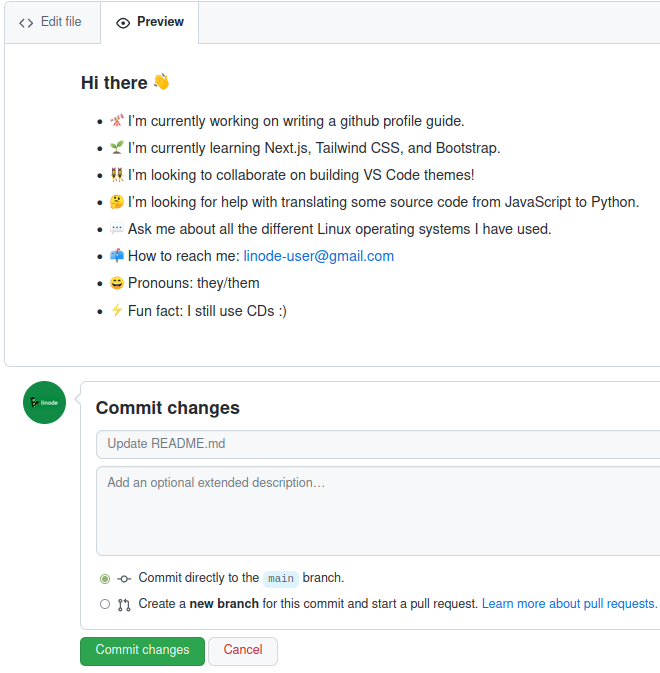 Edit file
Preview
Hi there 👋
I'm currently working on writing a github profile guide.
🌱 I'm currently learning Next.js, Tailwind CSS, and Bootstrap.
👯 I'm looking to collaborate on building VS Code themes!
🤔 I'm looking for help with translating some source code from JavaScript to Python.
💬 Ask me about all the different Linux operating systems I have used.
📫 How to reach me: linode-user@gmail.com
😄 Pronouns: they/them
⚡ Fun fact: I still use CDs :)
linode
Commit changes
Update README.md
Add an optional extended description…
Commit directly to the main branch.
Create a new branch for this commit and start a pull request. Learn more about pull requests.
Commit changes
Cancel